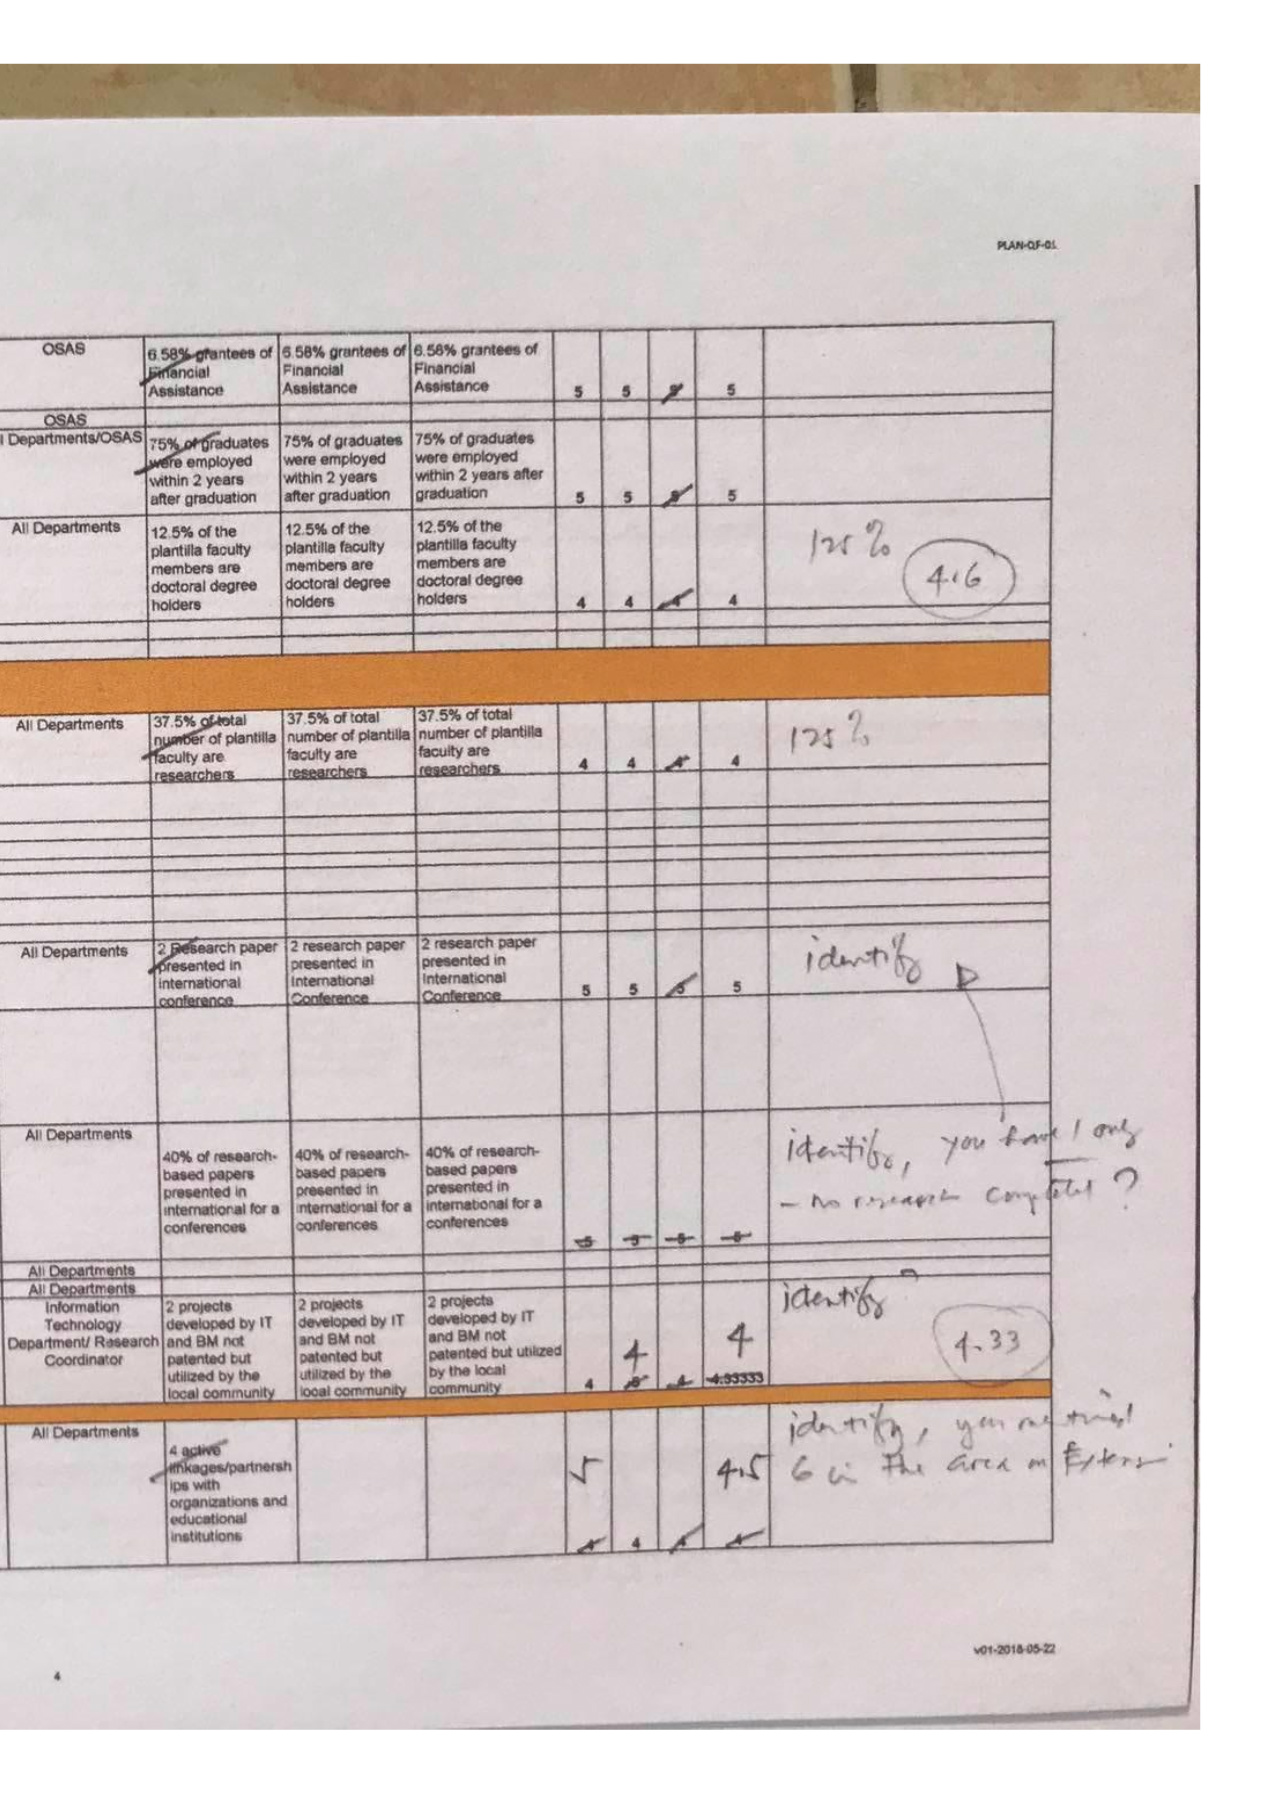 PLAN-QF-01
OSAS
6.58% grantees of
Financial
Assistance
6.58% grantees of
Financial
Assistance
6.58% grantees of
Financial
Assistance
5 5 5
OSAS
l Departments/OSAS
75% of graduates
were employed
within 2 years
after graduation
75% of graduates
were employed
within 2 years
after graduation
75% of graduates
were employed
within 2 years after
graduation
5 5 5
All Departments
12.5% of the
plantilla faculty
members are
doctoral degree
holders
12.5% of the
plantilla faculty
members are
doctoral degree
holders
12.5% of the
plantilla faculty
members are
doctoral degree
holders
4 4 4 4
125%
4.6
All Departments
37.5% of total
number of plantilla
faculty are
researchers
37.5% of total
number of plantilla
faculty are
researchers
37.5% of total
number of plantilla
faculty are
researchers
4 4 4
125%
All Departments
2 Research paper
presented in
international
conference
2 research paper
presented in
International
Conference
2 research paper
presented in
International
Conference
5 5 5 5
identify
All Departments
40% of research-
based papers
presented in
international for a
conferences
40% of research-
based papers
presented in
international for a
conferences
40% of research-
based papers
presented in
international for a
conferences
5 5 5 5
identify, you have 1 only
- No research completed?
All Departments
All Departments
Information
Technology
Department/ Research
Coordinator
2 projects
developed by IT
and BM not
patented but
utilized by the
local community
2 projects
developed by IT
and BM not
patented but
utilized by the
local community
2 projects
developed by IT
and BM not
patented but utilized
by the local
community
4 4
4 5 4 4.33333
identify
4.33
All Departments
4 active
linkages/partnersh
ips with
organizations and
educational
institutions
5 4.5
4 4 4 4
identify, you mentioned
6 in the area on Extension
4
v01-2018-05-22